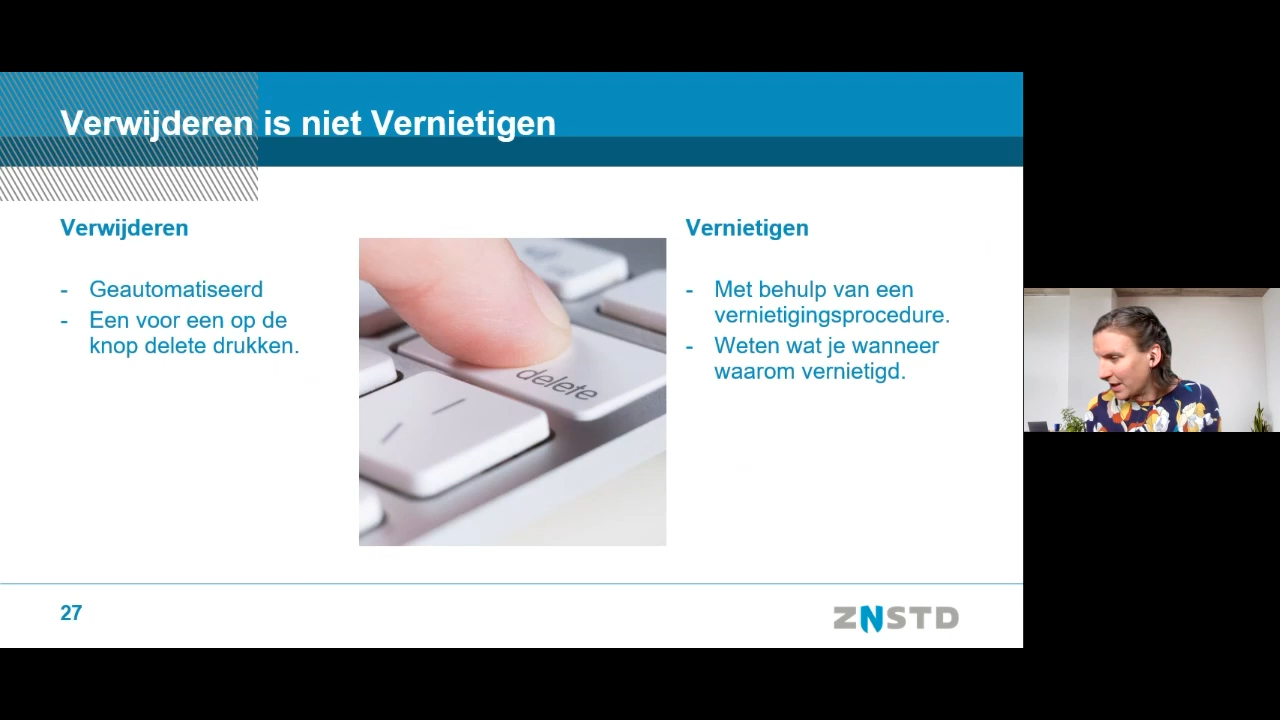 Verwijderen is niet Vernietigen
Verwijderen
- Geautomatiseerd
- Een voor een op de
knop delete drukken.
delete
Vernietigen
- Met behulp van een
vernietigingsprocedure.
- Weten wat je wanneer
waarom vernietigd.
27
ZNSTD